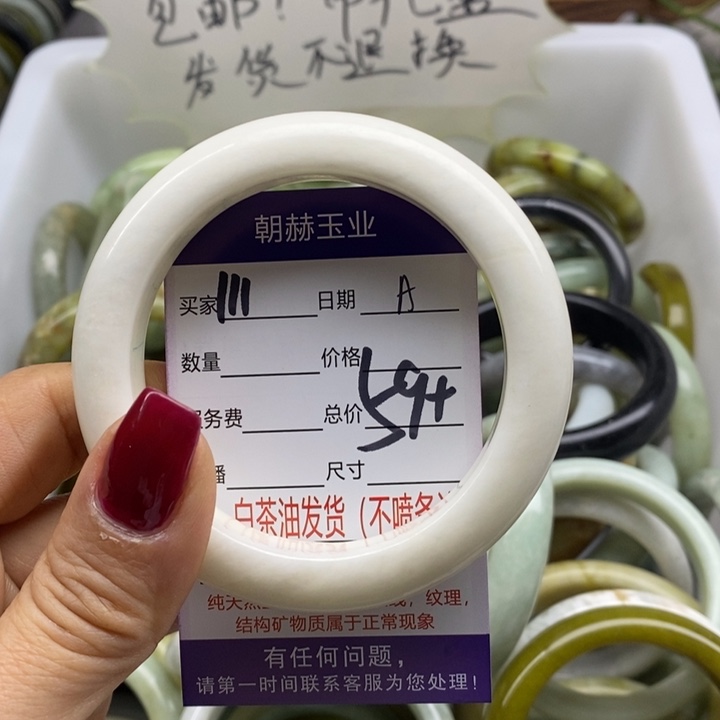 包邮！
发货不退换
朝赫玉业
买家 111 日期 A
数量 价格
服务费 总价 59+
播 尺寸
白茶油发货（不喷
纹理，
结构矿物质属于正常现象
有任何问题，
请第一时间联系客服为您处理！